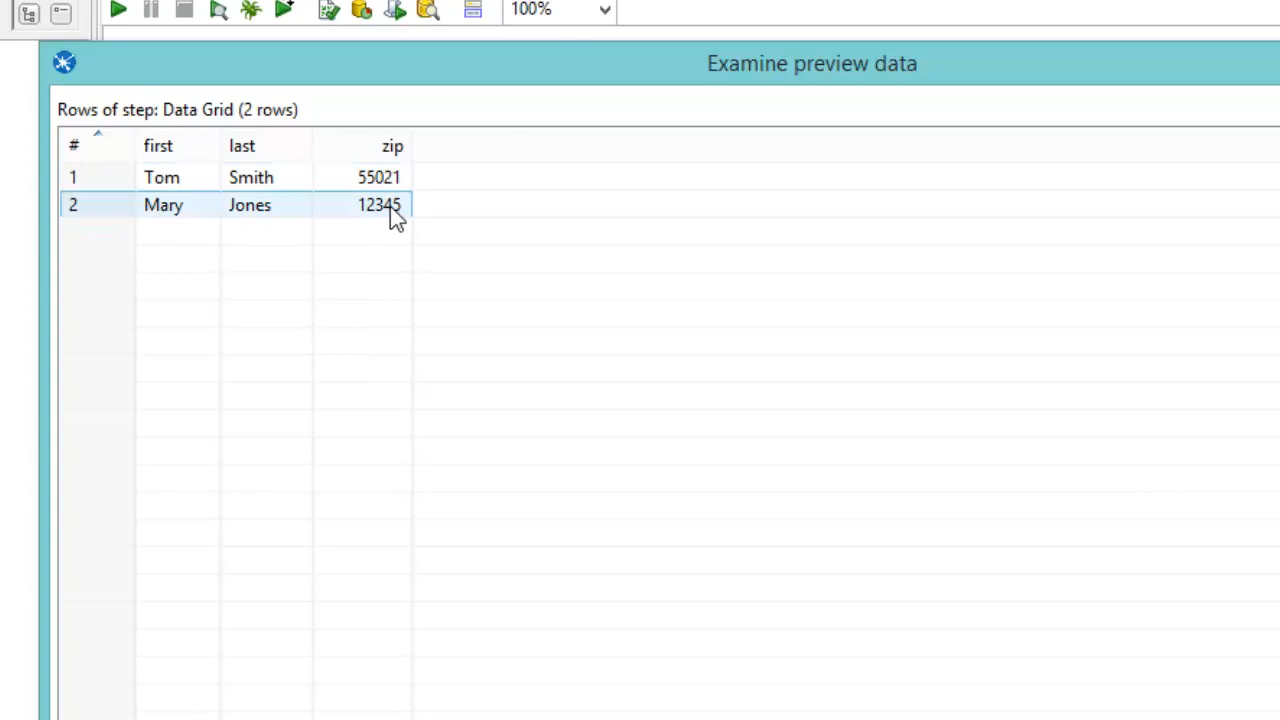 100%
Examine preview data
Rows of step: Data Grid (2 rows)
# first last zip
1 Tom Smith 55021
2 Mary Jones 12345